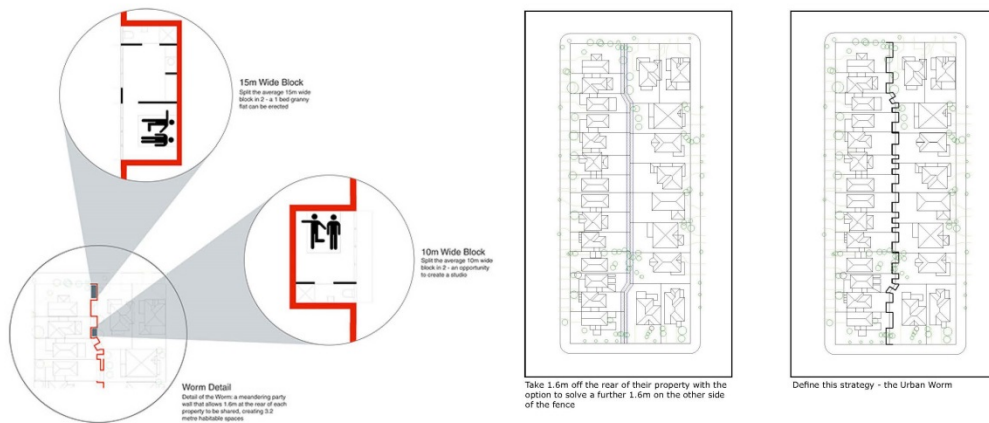 15m Wide Block
Split the average 15m wide
block in 2 - a 1 bed granny
flat can be erected
10m Wide Block
Split the average 10m wide
block in 2 - an opportunity
to create a studio
Worm Detail
Detail of the Worm: a meandering party
wall that allows 1.6m at the rear of each
property to be shared, creating 3.2
metre habitable spaces
Take 1.6m off the rear of their property with the
option to solve a further 1.6m on the other side
of the fence
Define this strategy - the Urban Worm